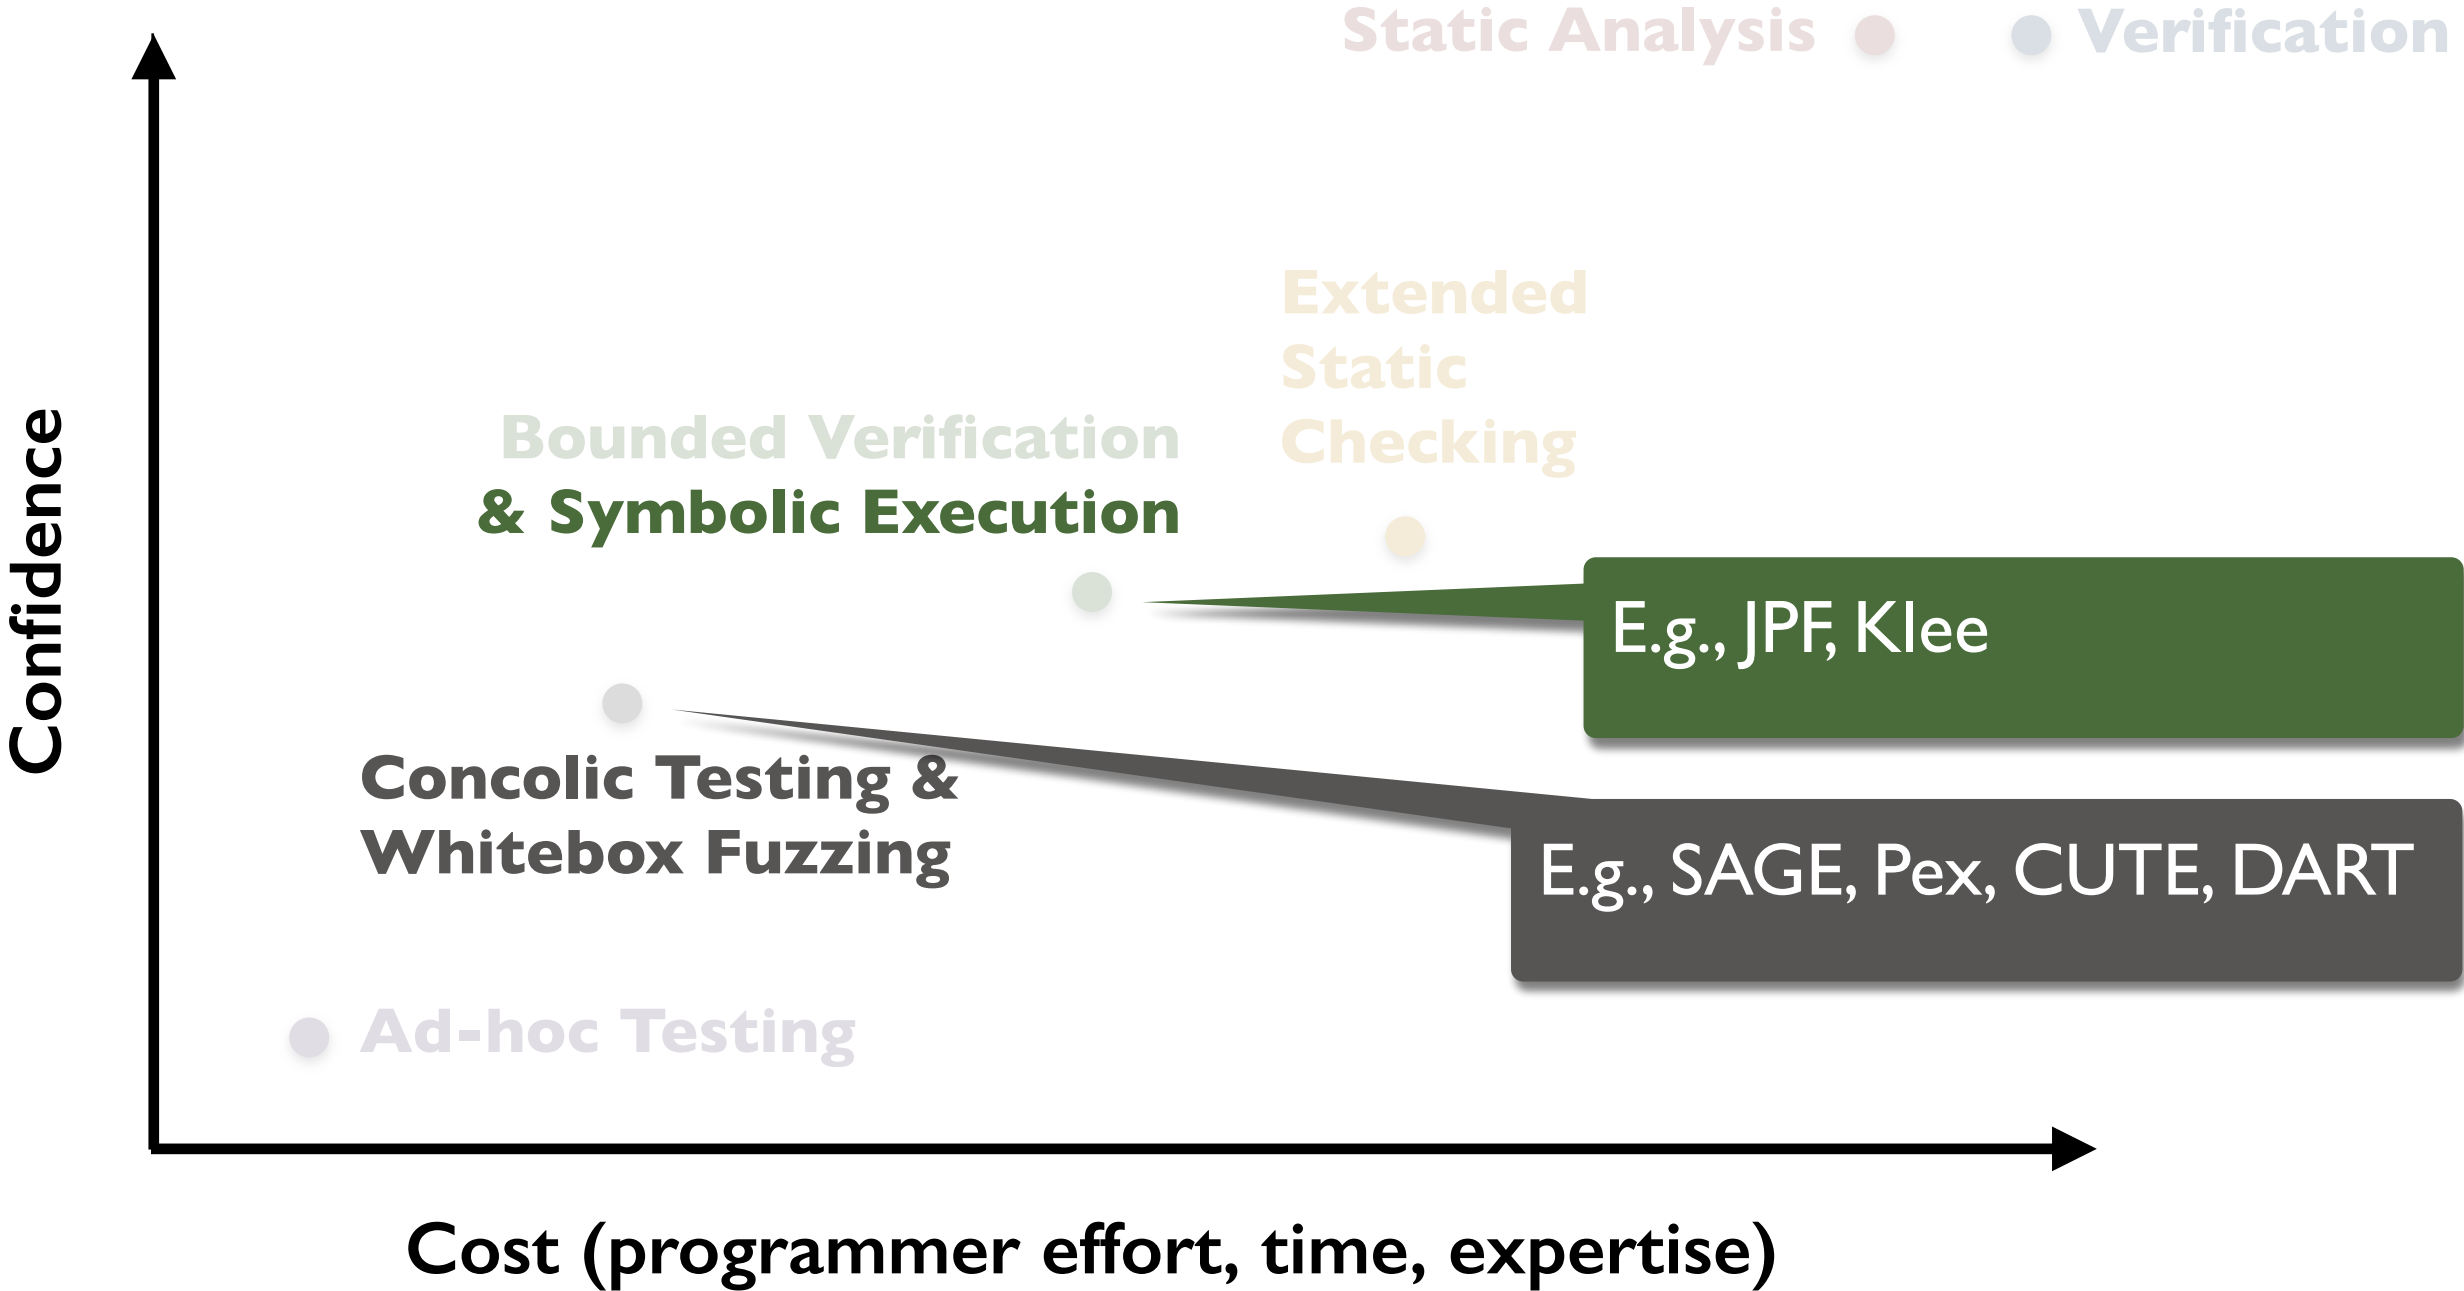 Static Analysis
Verification
Extended
Static
Checking
Bounded Verification
& Symbolic Execution
E.g., JPF, Klee
Confidence
Concolic Testing &
Whitebox Fuzzing
E.g., SAGE, Pex, CUTE, DART
Ad-hoc Testing
Cost (programmer effort, time, expertise)